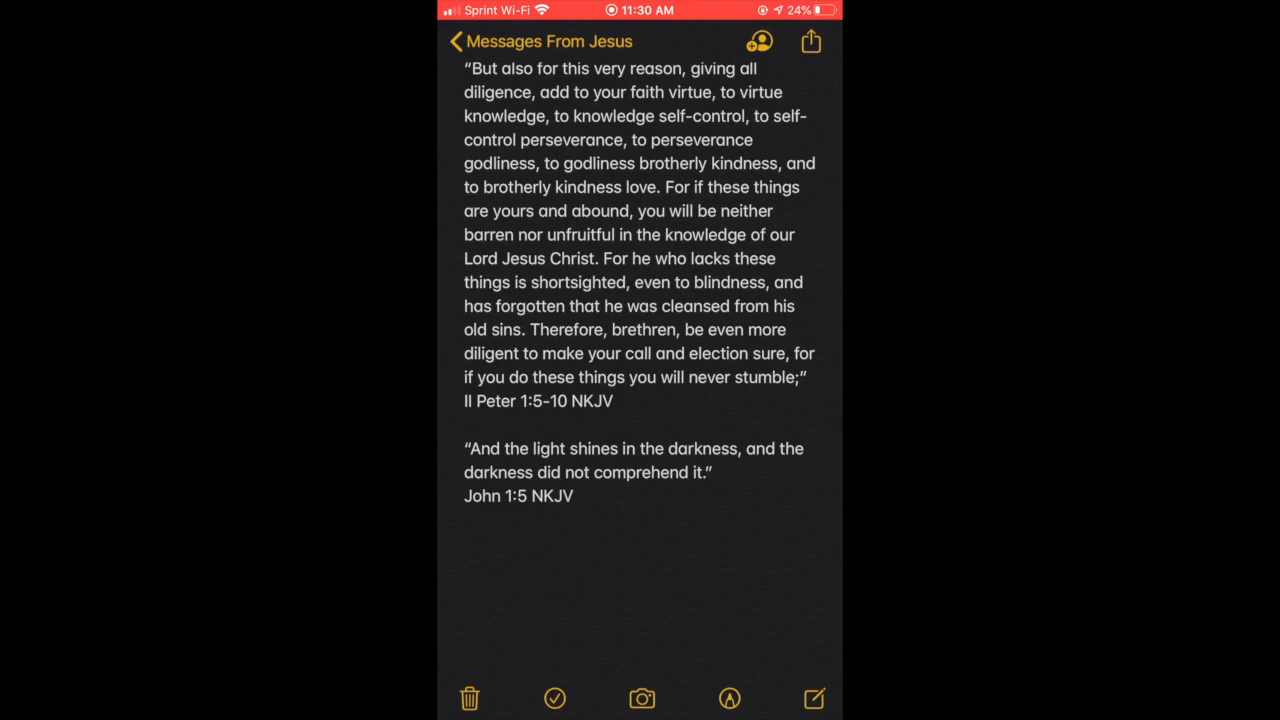 Sprint Wi-Fi 11:30 AM 24%
Messages From Jesus
“But also for this very reason, giving all
diligence, add to your faith virtue, to virtue
knowledge, to knowledge self-control, to self-
control perseverance, to perseverance
godliness, to godliness brotherly kindness, and
to brotherly kindness love. For if these things
are yours and abound, you will be neither
barren nor unfruitful in the knowledge of our
Lord Jesus Christ. For he who lacks these
things is shortsighted, even to blindness, and
has forgotten that he was cleansed from his
old sins. Therefore, brethren, be even more
diligent to make your call and election sure, for
if you do these things you will never stumble;”
II Peter 1:5-10 NKJV
“And the light shines in the darkness, and the
darkness did not comprehend it.”
John 1:5 NKJV